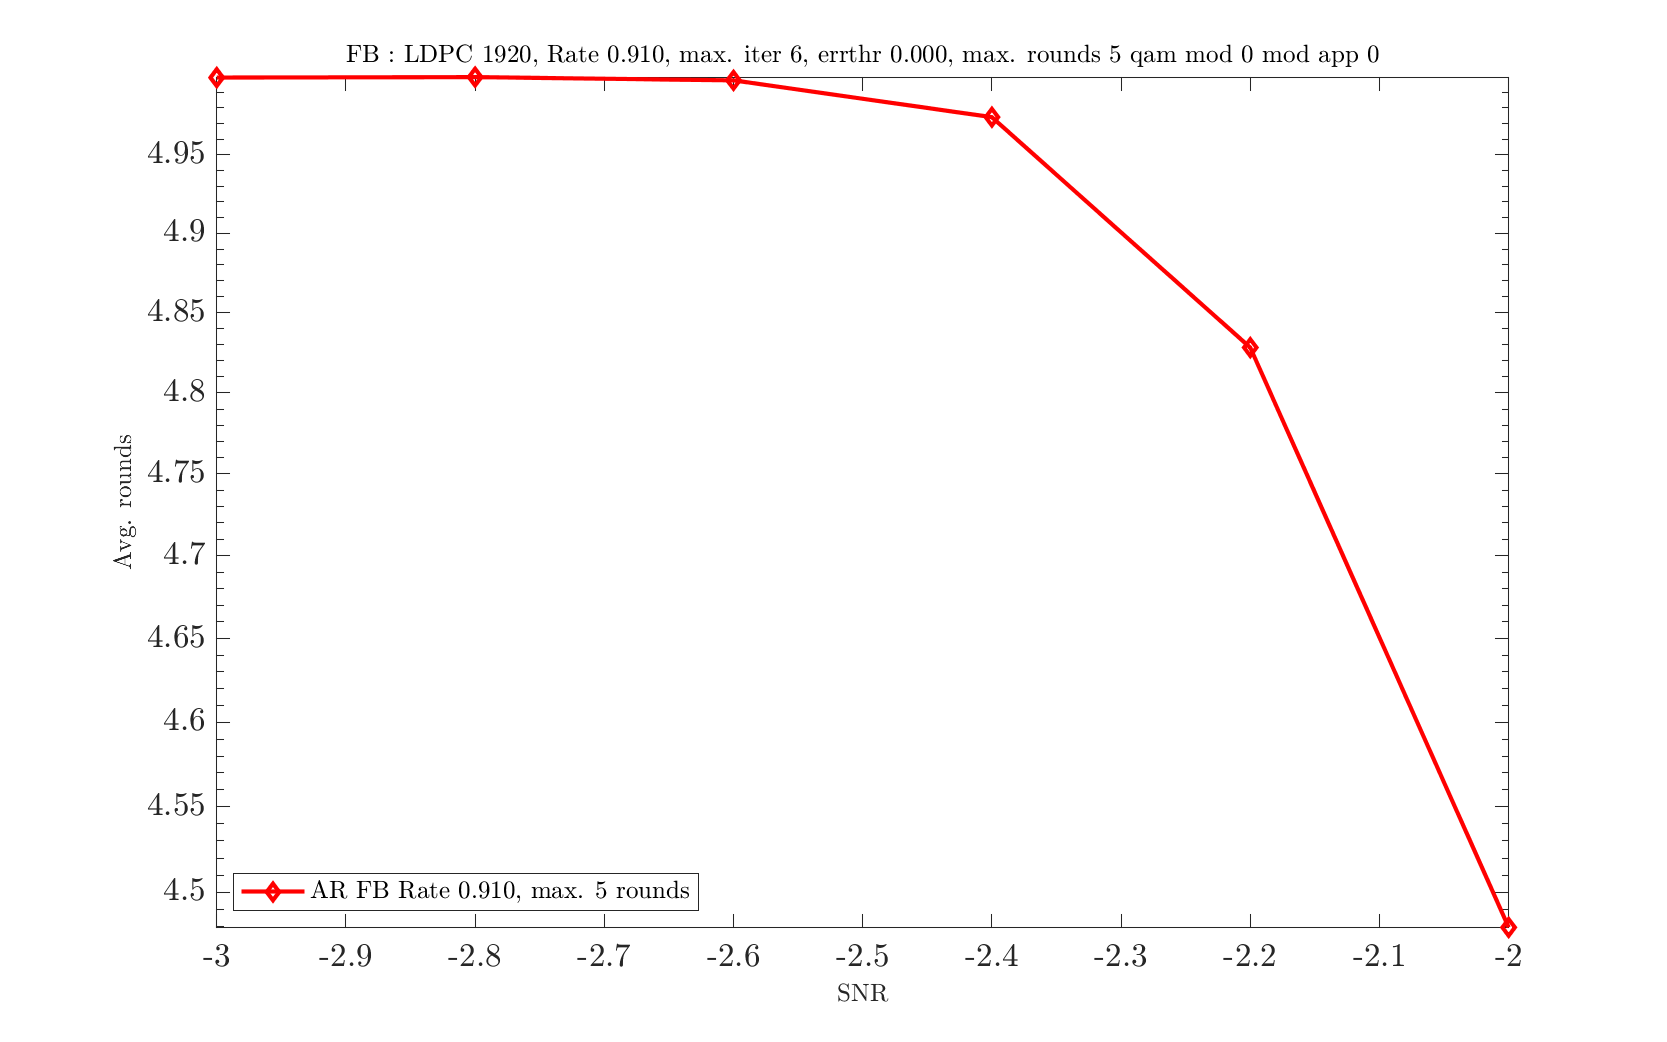 FB : LDPC 1920, Rate 0.910, max. iter 6, errthr 0.000, max. rounds 5 qam mod 0 mod app 0
4.95
4.9
4.85
4.8
4.75
4.7
4.65
4.6
4.55
4.5
Avg. rounds
AR FB Rate 0.910, max. 5 rounds
-3 -2.9 -2.8 -2.7 -2.6 -2.5 -2.4 -2.3 -2.2 -2.1 -2
SNR